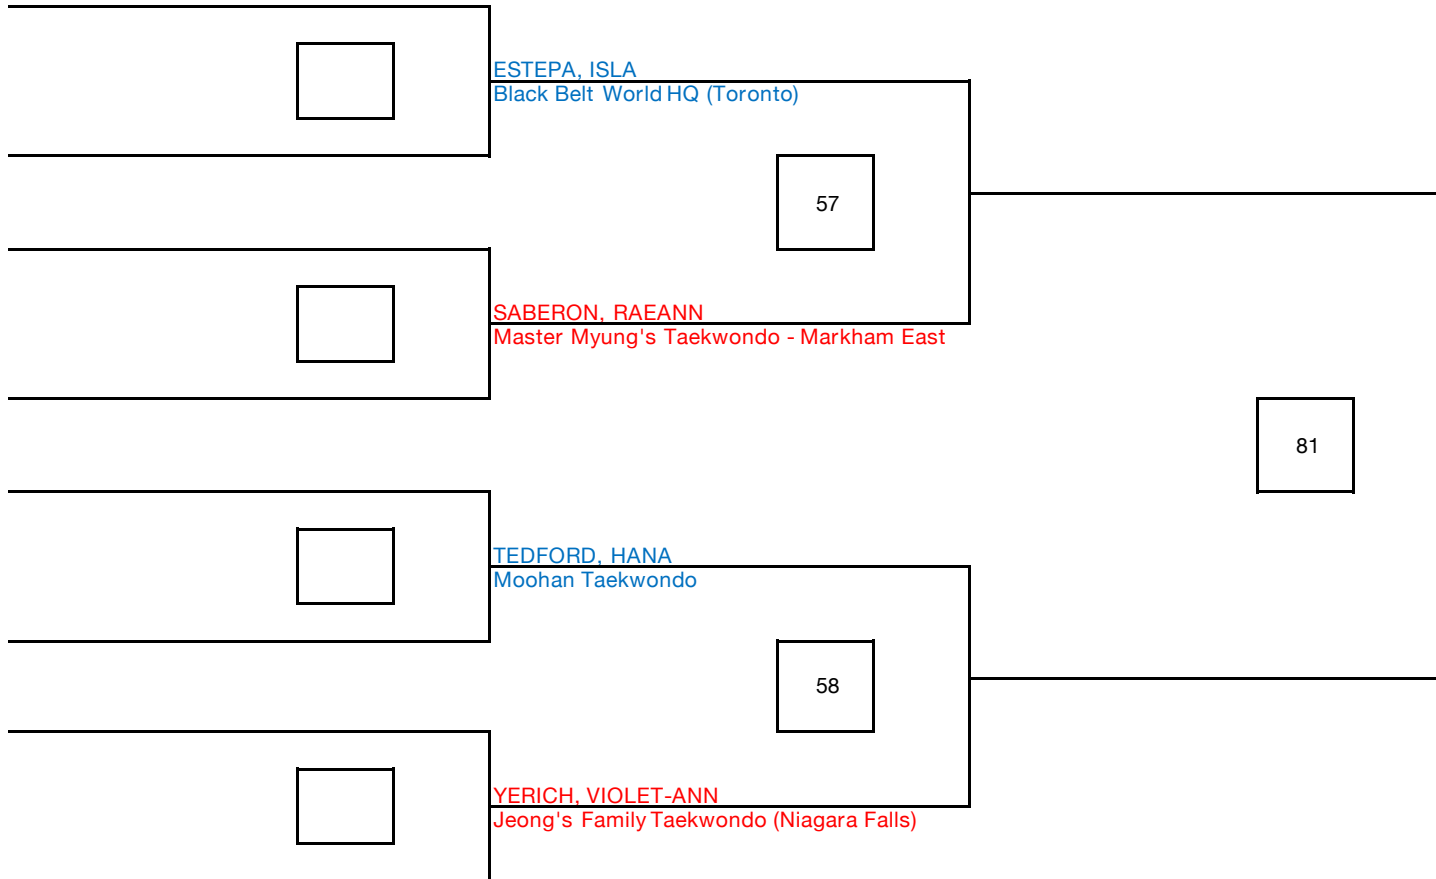 ESTEPA, ISLA
Black Belt World HQ (Toronto)
57
SABERON, RAEANN
Master Myung's Taekwondo - Markham East
81
TEDFORD, HANA
Moohan Taekwondo
58
YERICH, VIOLET-ANN
Jeong's Family Taekwondo (Niagara Falls)